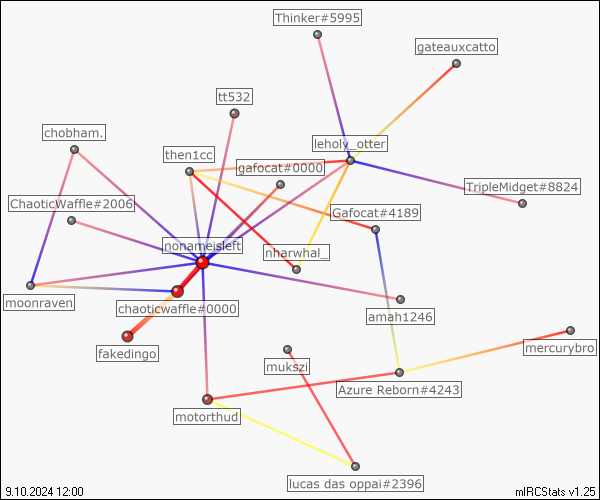 Thinker#5995
gateauxcatto
tt532
chobham.
leholy_otter
then1cc
gafocat#0000
TripleMidget#8824
ChaoticWaffle#2006
Gafocat#4189
nonameisleft
nharwhal_
moonraven
chaoticwaffle#0000
amah1246
fakedingo
mercurybro
mukszi
Azure Reborn#4243
motorthud
lucas das oppai#2396
9.10.2024 12:00
mIRCStats v1.25